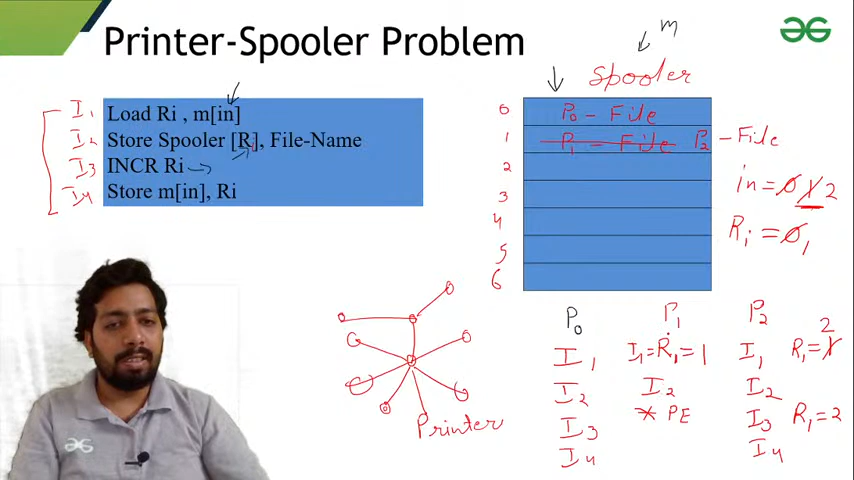 Printer-Spooler Problem
m
Spooler
I1 Load Ri , m[in]
I2 Store Spooler [Ri], File-Name
I3 INCR Ri
I4 Store m[in], Ri
0 P0 - File
1 P1 - File P2 - File
2
3
4
5
6
in = 0 1 2
Ri = 0 1
P0 P1 P2
I1 I1 = R1 = 1 I1 R1 = 1 2
I2 I2 I2
I3 * PE I3 R1 = 2
I4 I4
Printer